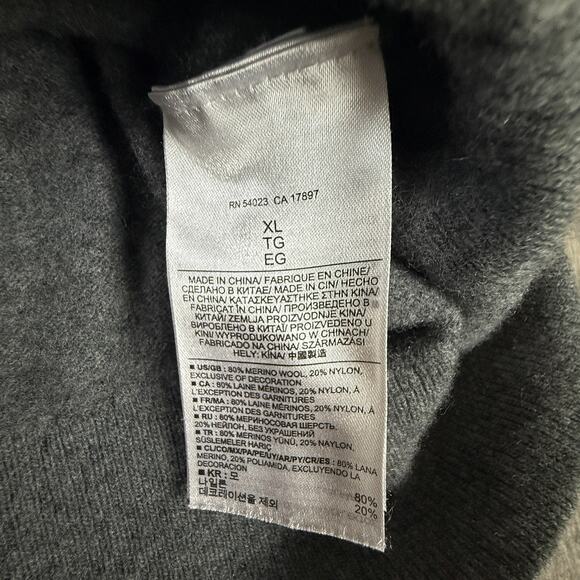 RN 54023 CA 17897
XL
TG
EG
MADE IN CHINA/ FABRIQUE EN CHINE/
СДЕЛАНО В КИТАЕ/ MADE IN CIN/ HECHO
EN CHINA/ ΚΑΤΑΣΚΕΥΑΣΤΗΚΕ ΣΤΗΝ ΚΙΝΑ/
FABRICAT ÎN CHINA/ ПРОИЗВЕДЕНО В
КИТАЙ/ ZEMLJA PROIZVODNJE KINA/
ВИРОБЛЕНО В КИТАЇ/ PROIZVEDENO U
KINI/ WYPRODUKOWANO W CHINACH/
FABRICADO NA CHINA/ SZÁRMAZÁSI
HELY: KÍNA/ 中國製造
■ US/GB : 80% MERINO WOOL, 20% NYLON,
EXCLUSIVE OF DECORATION
■ CA : 80% LAINE MÉRINOS, 20% NYLON, À
L'EXCEPTION DES GARNITURES
■ FR/MA : 80% LAINE MÉRINOS, 20% NYLON, À
L'EXCEPTION DES GARNITURES
■ RU : 80% МЕРИНОСОВАЯ ШЕРСТЬ,
20% НЕЙЛОН, БЕЗ УКРАШЕНИЙ
■ TR : 80% MERINOS YÜNÜ, 20% NAYLON,
SÜSLEMELER HARİÇ
■ CL/CO/MX/PA/PE/UY/AR/PY/CR/ES : 80% LANA
MERINO, 20% POLIAMIDA, EXCLUYENDO LA
DECORACIÓN
■ KR : 모 80%
나일론 20%
데코레이션을 제외